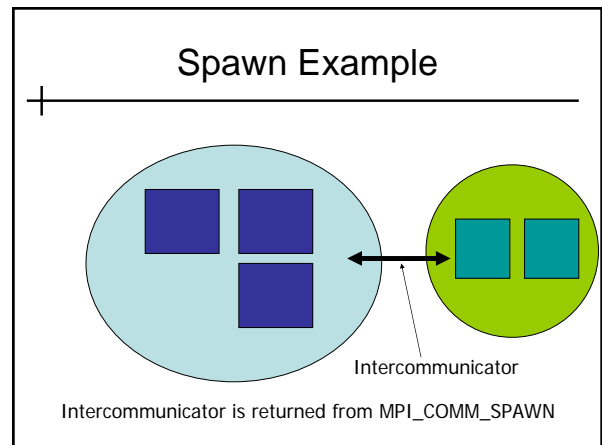 Spawn Example
Intercommunicator
Intercommunicator is returned from MPI_COMM_SPAWN